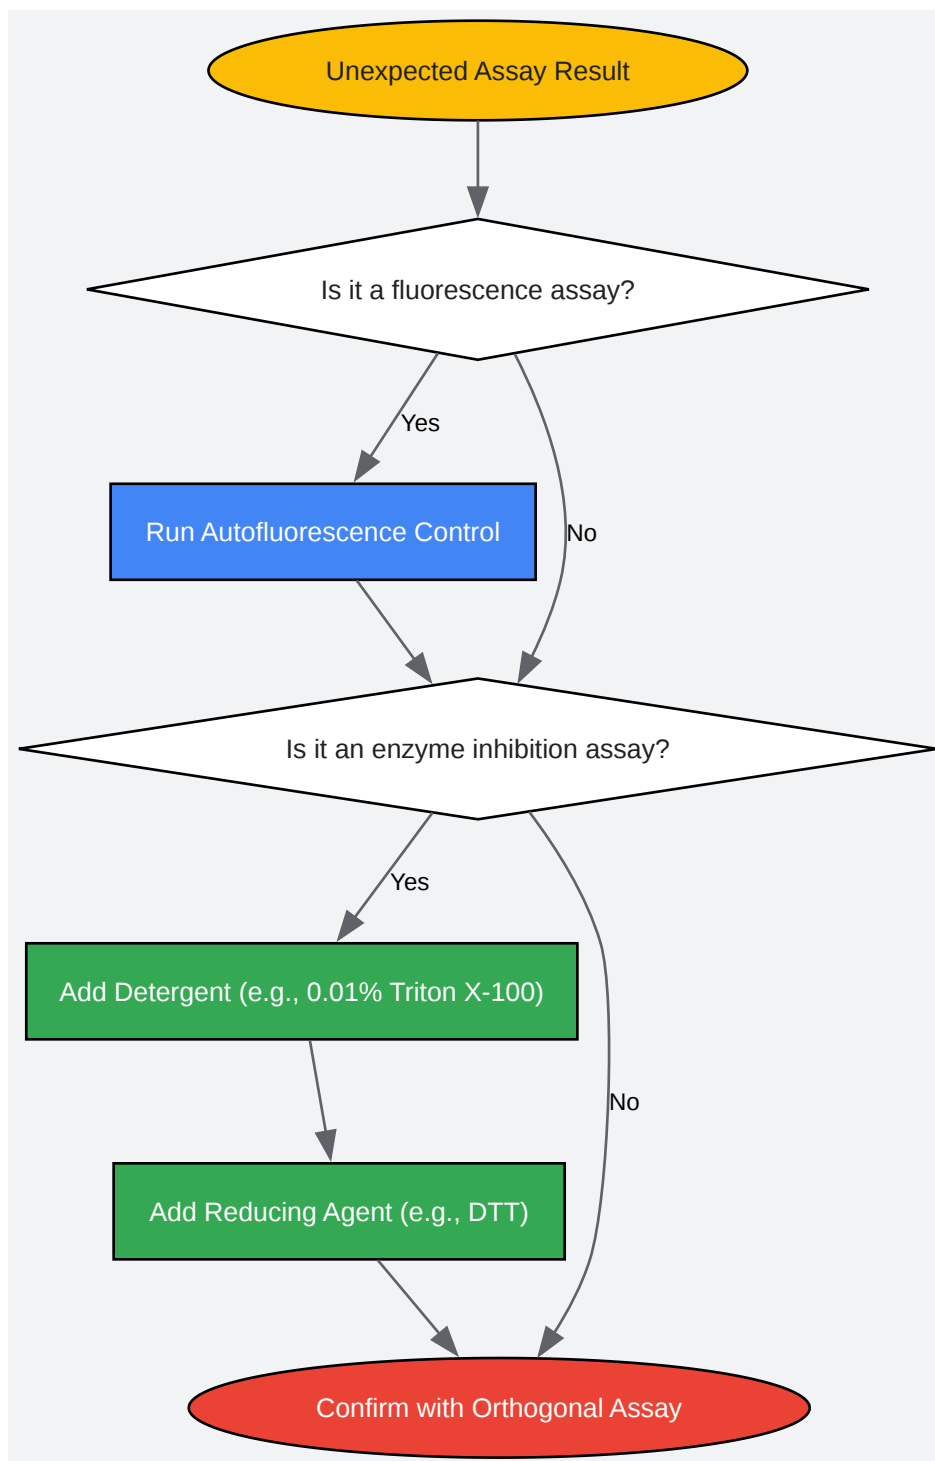 Unexpected Assay Result
Is it a fluorescence assay?
Yes
Run Autofluorescence Control
No
Is it an enzyme inhibition assay?
Yes
Add Detergent (e.g., 0.01% Triton X-100)
No
Add Reducing Agent (e.g., DTT)
Confirm with Orthogonal Assay